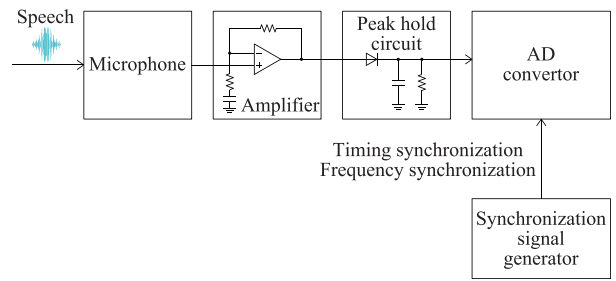 Speech
Microphone
Amplifier
Peak hold
circuit
AD
convertor
Timing synchronization
Frequency synchronization
Synchronization
signal
generator